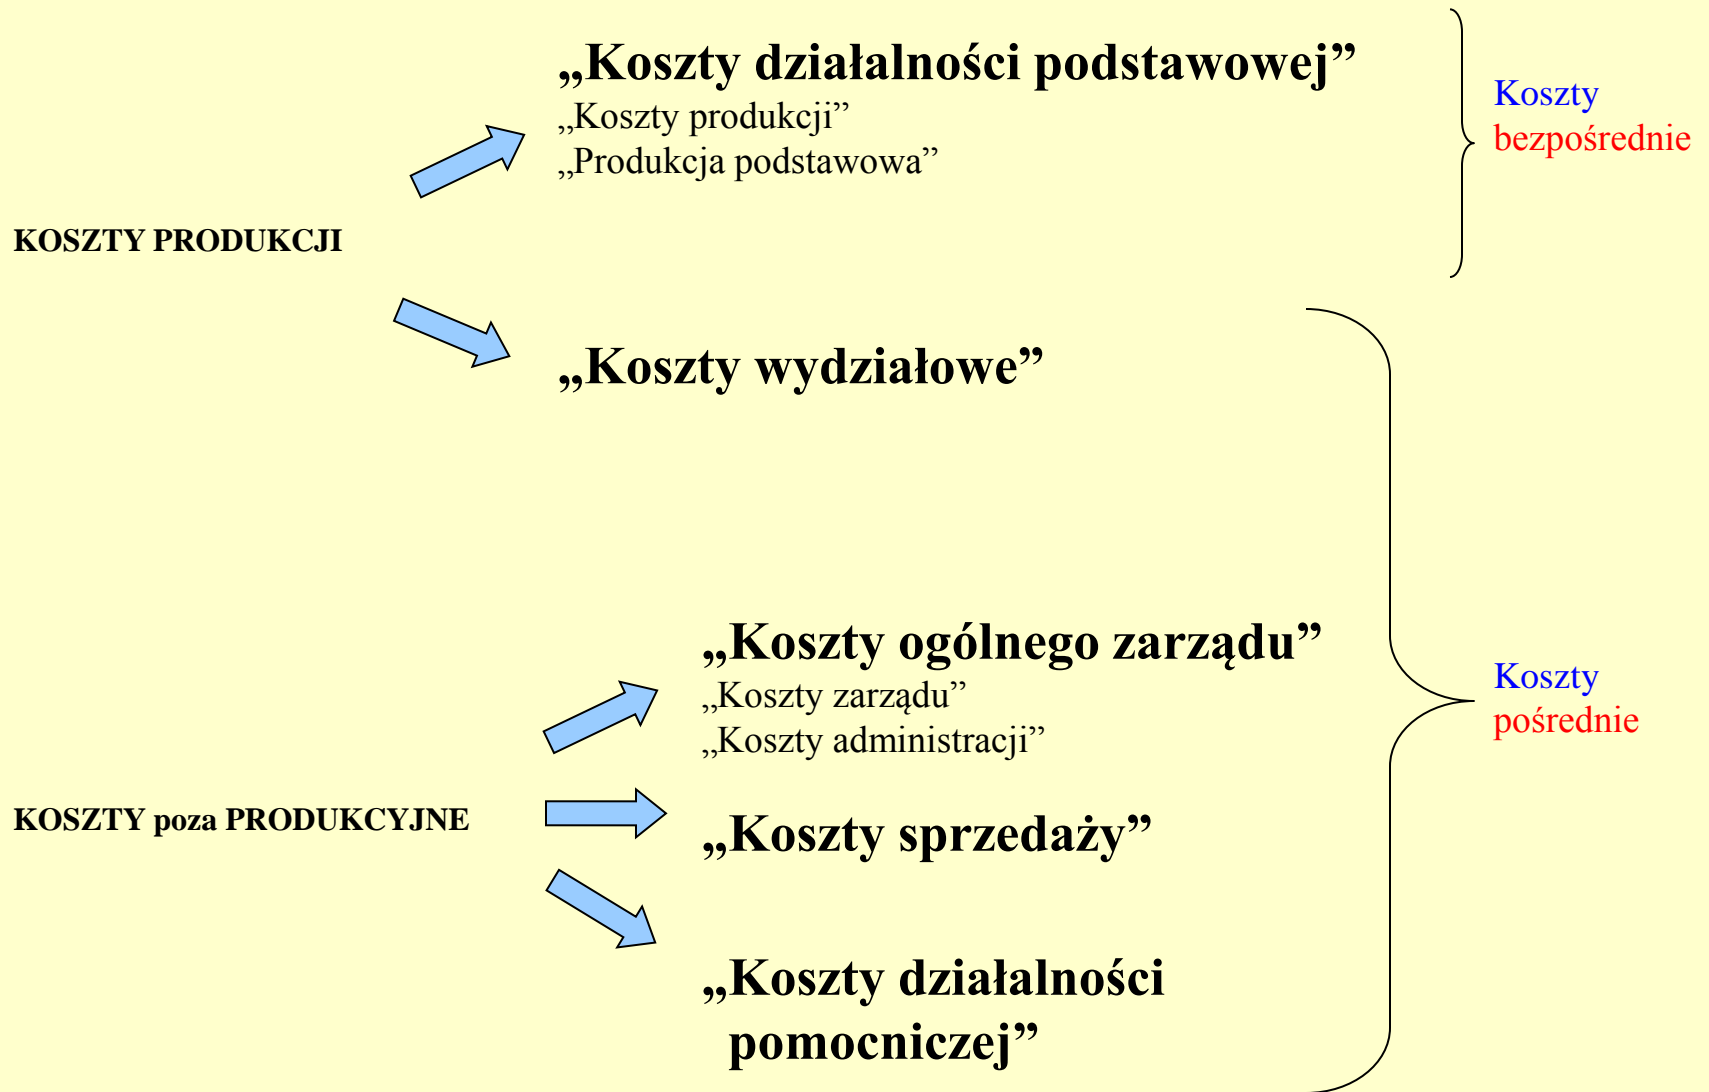 „Koszty działalności podstawowej”
„Koszty produkcji”
„Produkcja podstawowa”
Koszty
bezpośrednie
KOSZTY PRODUKCJI
„Koszty wydziałowe”
„Koszty ogólnego zarządu”
„Koszty zarządu”
„Koszty administracji”
Koszty
pośrednie
KOSZTY poza PRODUKCYJNE
„Koszty sprzedaży”
„Koszty działalności
pomocniczej”